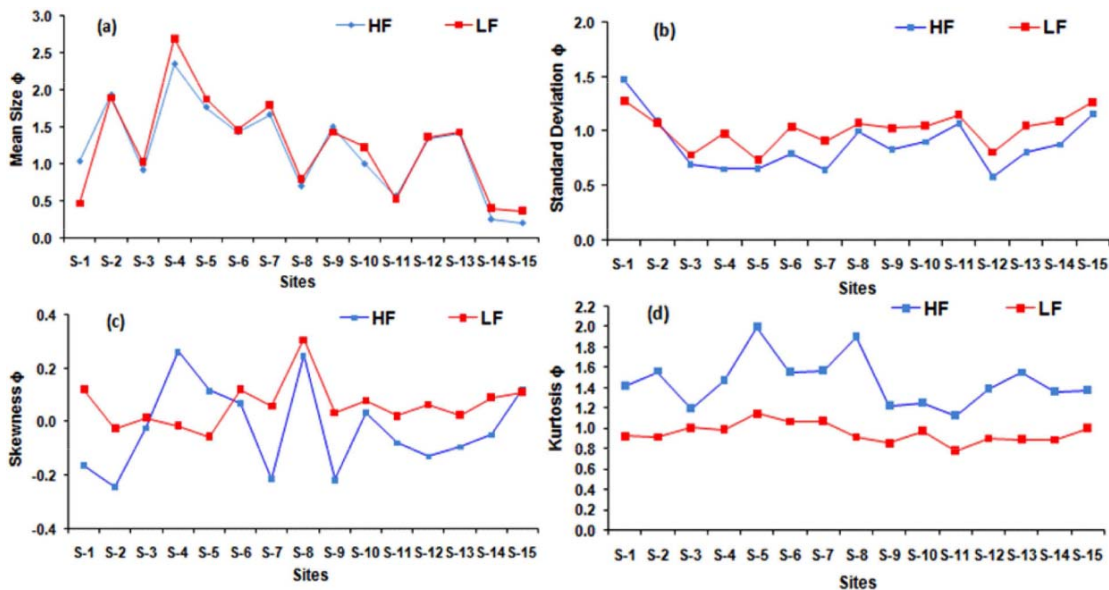 (a)
HF
LF
Mean Size ϕ
3.0
2.5
2.0
1.5
1.0
0.5
0.0
S-1 S-2 S-3 S-4 S-5 S-6 S-7 S-8 S-9 S-10 S-11 S-12 S-13 S-14 S-15
Sites
(b)
HF
LF
Standard Deviation ϕ
2.0
1.5
1.0
0.5
0.0
S-1 S-2 S-3 S-4 S-5 S-6 S-7 S-8 S-9 S-10 S-11 S-12 S-13 S-14 S-15
Sites
(c)
HF
LF
Skewness ϕ
0.4
0.2
0.0
-0.2
-0.4
S-1 S-2 S-3 S-4 S-5 S-6 S-7 S-8 S-9 S-10 S-11 S-12 S-13 S-14 S-15
Sites
(d)
HF
LF
Kurtosis ϕ
2.2
2.0
1.8
1.6
1.4
1.2
1.0
0.8
0.6
0.4
0.2
0.0
S-1 S-2 S-3 S-4 S-5 S-6 S-7 S-8 S-9 S-10 S-11 S-12 S-13 S-14 S-15
Sites